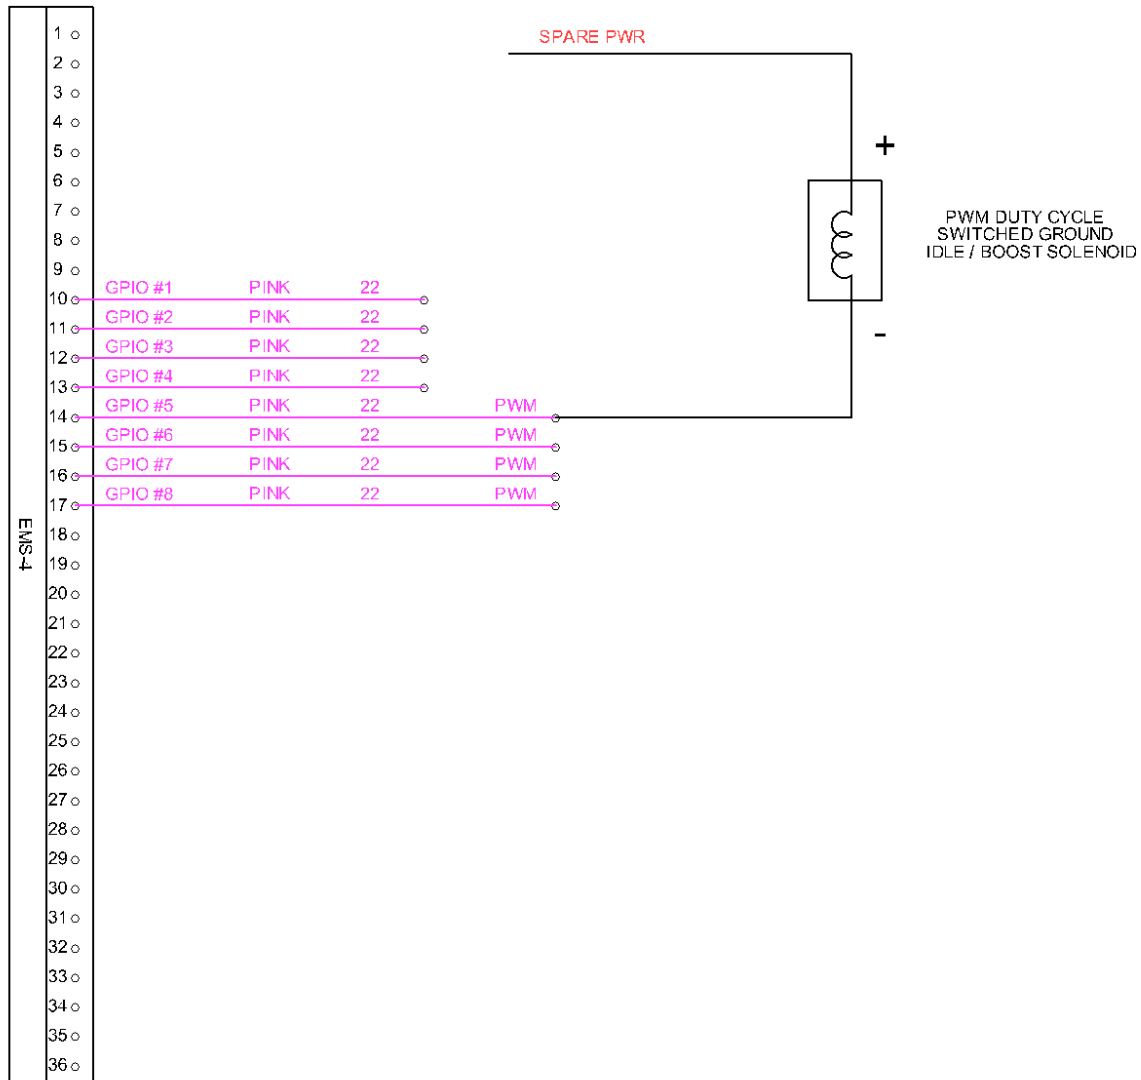 SPARE PWR
1
2
3
4
5
+
6
7
PWM DUTY CYCLE
SWITCHED GROUND
IDLE / BOOST SOLENOID
8
9
10 GPIO #1 PINK 22
11 GPIO #2 PINK 22
-
12 GPIO #3 PINK 22
13 GPIO #4 PINK 22
14 GPIO #5 PINK 22 PWM
15 GPIO #6 PINK 22 PWM
16 GPIO #7 PINK 22 PWM
17 GPIO #8 PINK 22 PWM
EMS-4
18
19
20
21
22
23
24
25
26
27
28
29
30
31
32
33
34
35
36